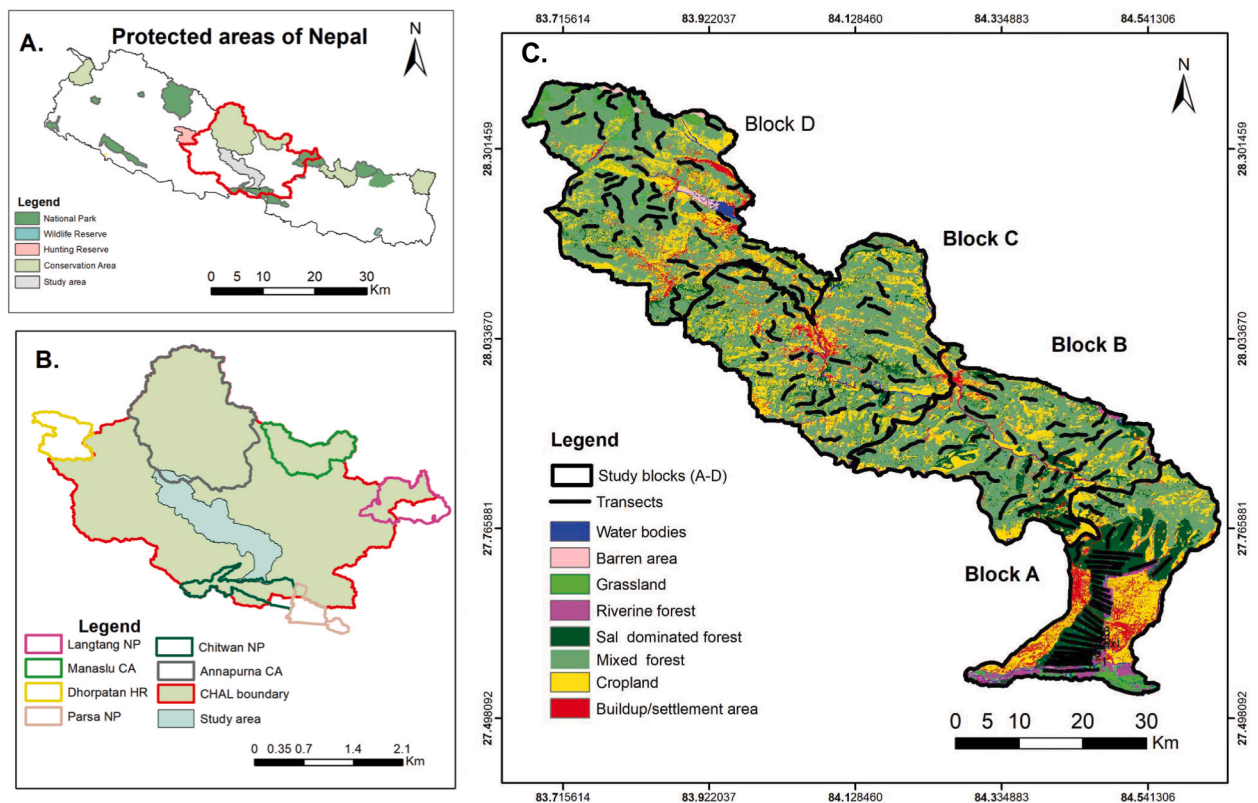 A.
Protected areas of Nepal
N
Legend
National Park
Wildlife Reserve
Hunting Reserve
Conservation Area
Study area
0 5 10 20 30
Km
B.
Legend
Langtang NP
Manaslu CA
Dhorpatan HR
Parsa NP
Chitwan NP
Annapurna CA
CHAL boundary
Study area
0 0.35 0.7 1.4 2.1
Km
83.715614 83.922037 84.128460 84.334883 84.541306
C.
N
Block D
Block C
Block B
Block A
28.301459
28.033670
27.765881
27.498092
28.301459
28.033670
27.765881
27.498092
Legend
Study blocks (A-D)
Transects
Water bodies
Barren area
Grassland
Riverine forest
Sal dominated forest
Mixed forest
Cropland
Buildup/settlement area
0 5 10 20 30
Km
83.715614 83.922037 84.128460 84.334883 84.541306